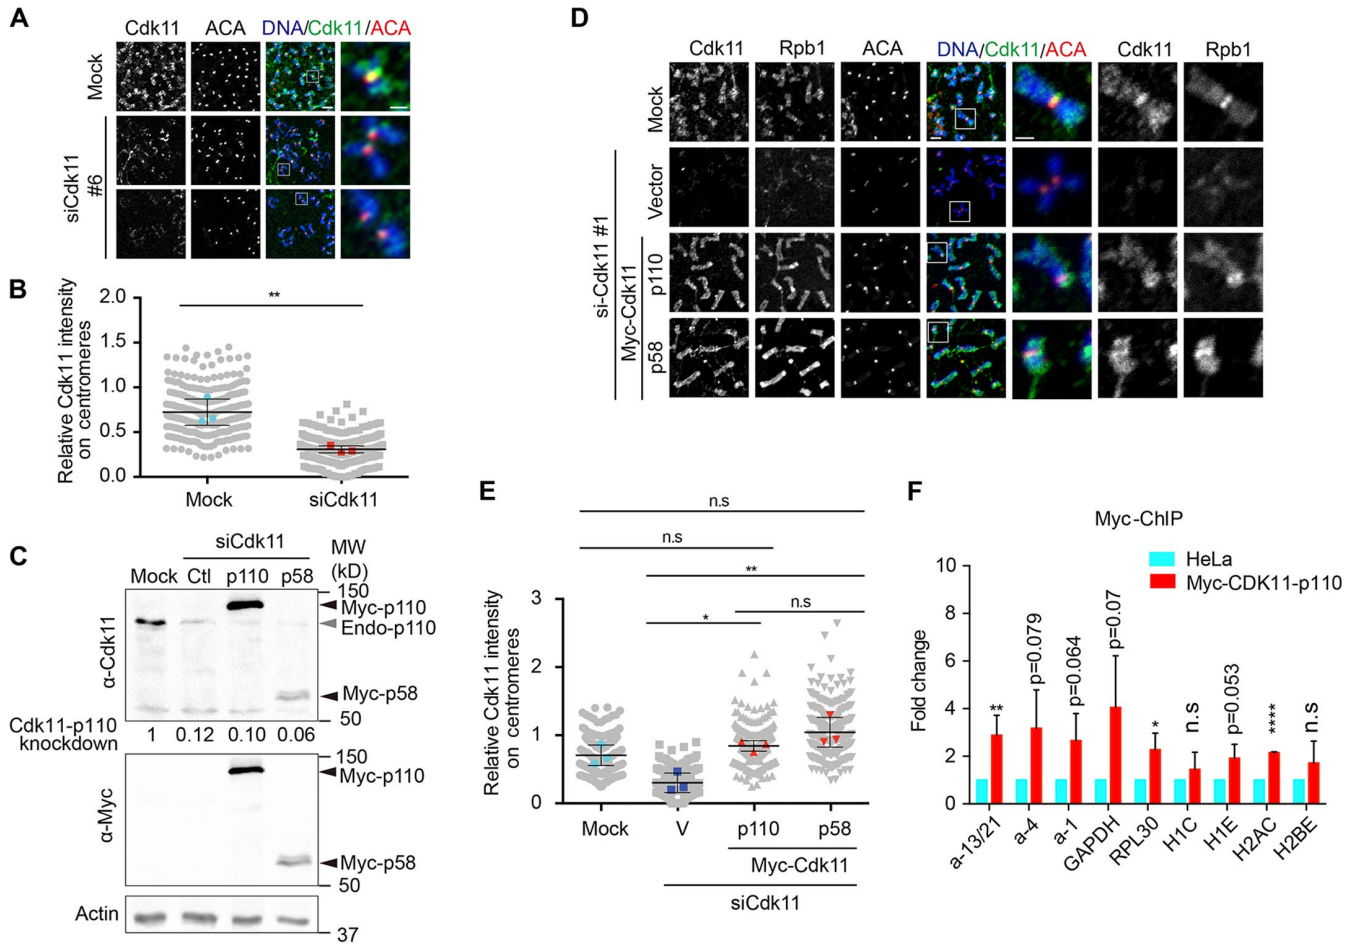 A
Cdk11 ACA DNA/Cdk11/ACA
Mock
siCdk11
#6
B
Relative Cdk11 intensity
on centromeres
2.0
1.5
1.0
0.5
0.0
**
Mock siCdk11
C
siCdk11
MW
(kD)
Mock Ctl p110 p58
α-Cdk11
150
Myc-p110
Endo-p110
Myc-p58
50
Cdk11-p110
knockdown
1 0.12 0.10 0.06
α-Myc
150
Myc-p110
Myc-p58
50
Actin
37
D
Cdk11 Rpb1 ACA DNA/Cdk11/ACA Cdk11 Rpb1
Mock
si-Cdk11 #1
Vector
Myc-Cdk11
p110
p58
E
n.s
n.s
**
n.s
*
Relative Cdk11 intensity
on centromeres
3
2
1
0
Mock V p110 p58
Myc-Cdk11
siCdk11
F
Myc-ChIP
HeLa
Myc-CDK11-p110
Fold change
10
8
6
4
2
0
**
p=0.079
p=0.064
p=0.07
*
n.s
p=0.053
****
n.s
a-13/21
a-4
a-1
GAPDH
RPL30
H1C
H1E
H2AC
H2BE